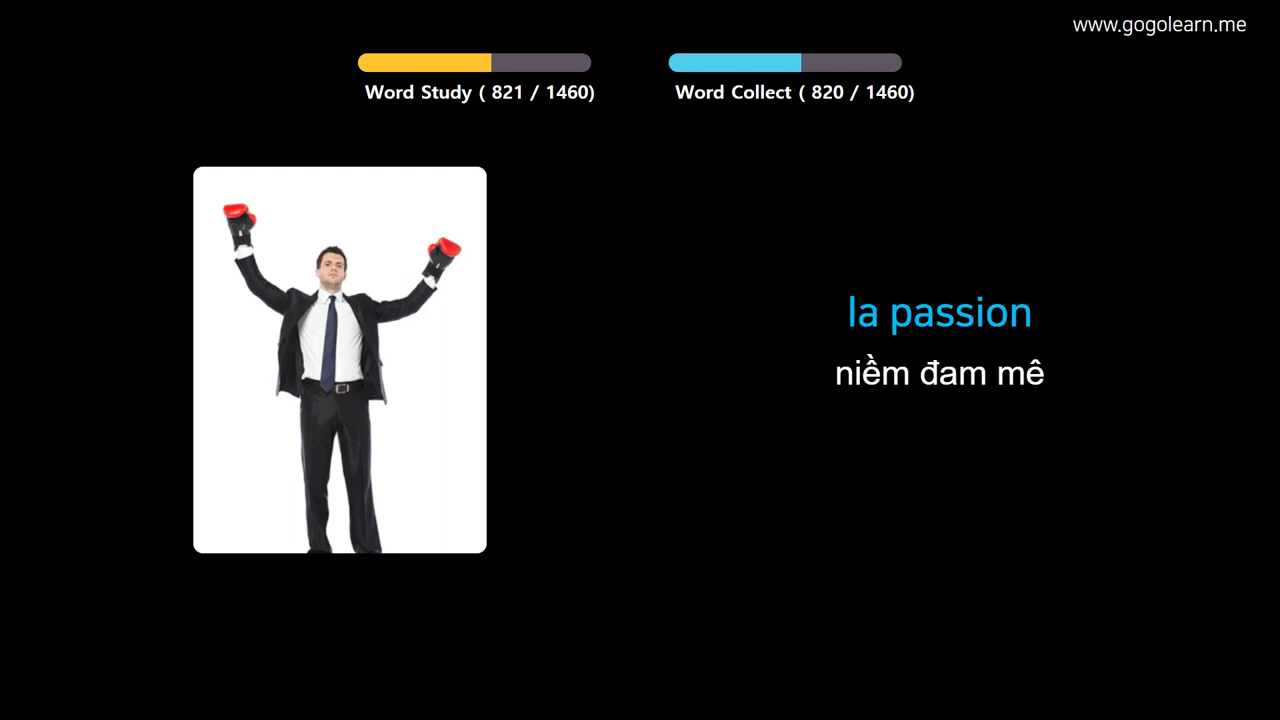 www.gogolearn.me
Word Study ( 821 / 1460)
Word Collect ( 820 / 1460)
la passion
niềm đam mê